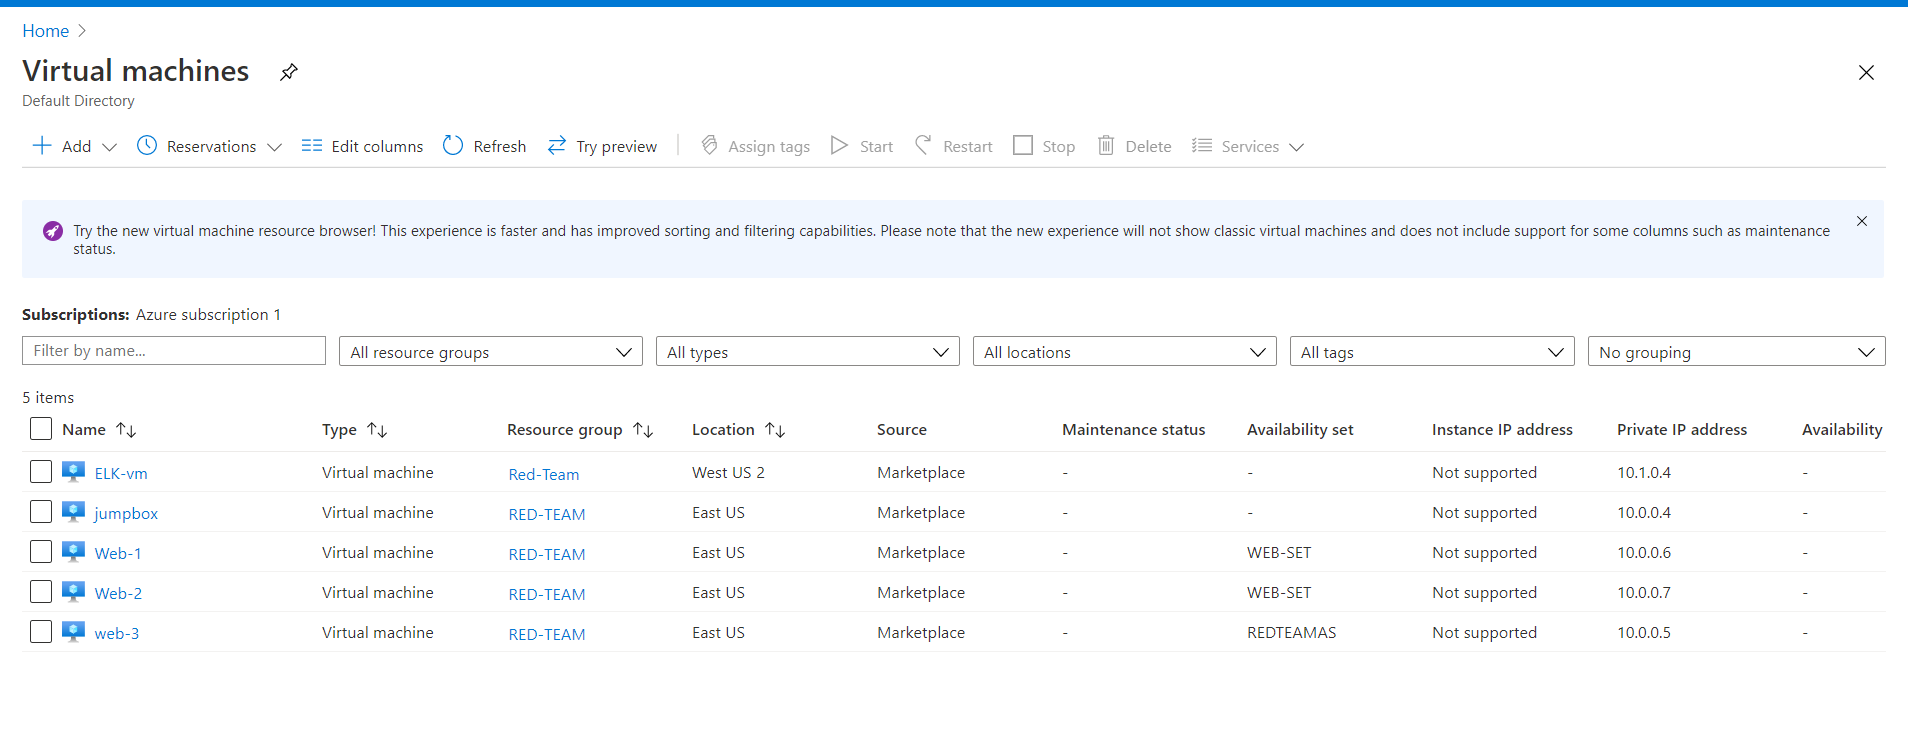 Home
Virtual machines
Default Directory
Add Reservations Edit columns Refresh Try preview Assign tags Start Restart Stop Delete Services
Try the new virtual machine resource browser! This experience is faster and has improved sorting and filtering capabilities. Please note that the new experience will not show classic virtual machines and does not include support for some columns such as maintenance
status.
Subscriptions: Azure subscription 1
Filter by name... All resource groups All types All locations All tags No grouping
5 items
Name Type Resource group Location Source Maintenance status Availability set Instance IP address Private IP address Availability
ELK-vm Virtual machine Red-Team West US 2 Marketplace - - Not supported 10.1.0.4 -
jumpbox Virtual machine RED-TEAM East US Marketplace - - Not supported 10.0.0.4 -
Web-1 Virtual machine RED-TEAM East US Marketplace - WEB-SET Not supported 10.0.0.6 -
Web-2 Virtual machine RED-TEAM East US Marketplace - WEB-SET Not supported 10.0.0.7 -
web-3 Virtual machine RED-TEAM East US Marketplace - REDTEAMAS Not supported 10.0.0.5 -